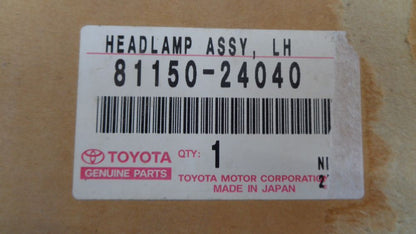 HEADLAMP ASSY, LH
81150-24040
TOYOTA QTY: 1
GENUINE PARTS
TOYOTA MOTOR CORPORATION
MADE IN JAPAN